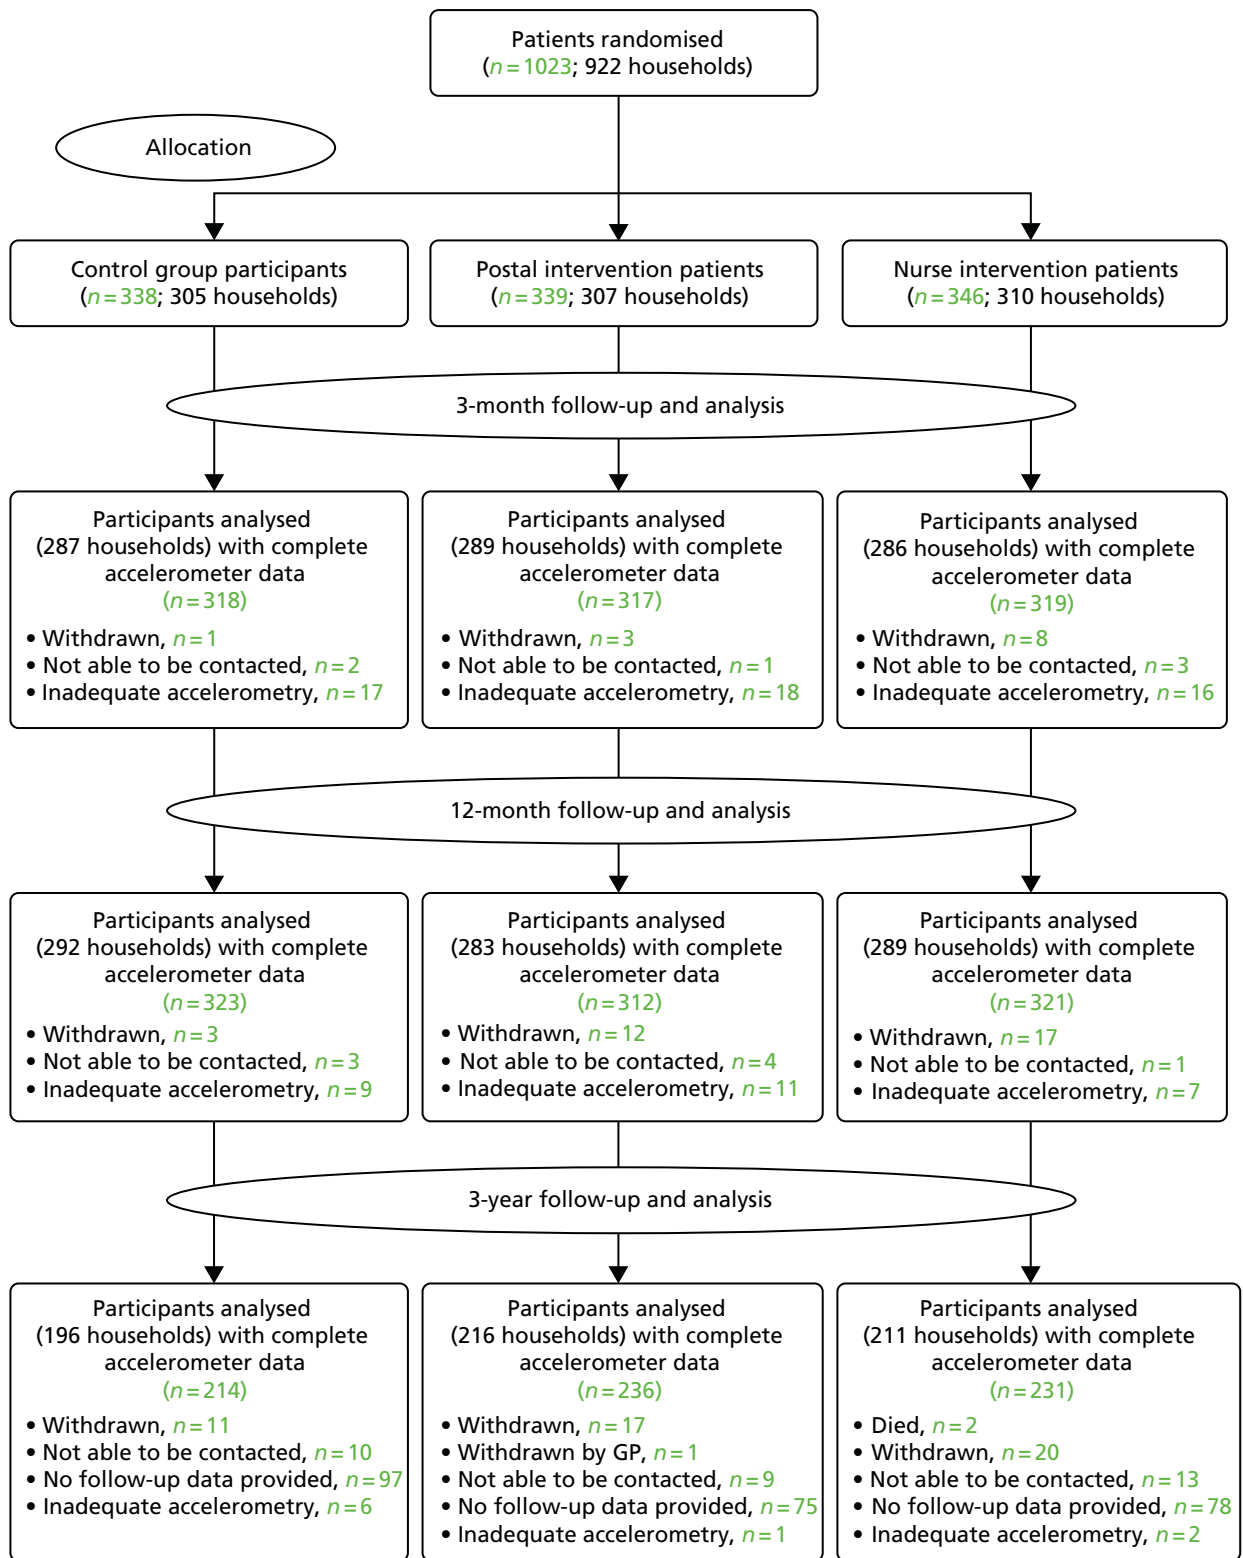 Patients randomised
(n=1023; 922 households)
Allocation
Control group participants
(n=338; 305 households)
Postal intervention patients
(n=339; 307 households)
Nurse intervention patients
(n=346; 310 households)
3-month follow-up and analysis
Participants analysed
(287 households) with complete
accelerometer data
(n=318)
• Withdrawn, n=1
• Not able to be contacted, n=2
• Inadequate accelerometry, n=17
Participants analysed
(289 households) with complete
accelerometer data
(n=317)
• Withdrawn, n=3
• Not able to be contacted, n=1
• Inadequate accelerometry, n=18
Participants analysed
(286 households) with complete
accelerometer data
(n=319)
• Withdrawn, n=8
• Not able to be contacted, n=3
• Inadequate accelerometry, n=16
12-month follow-up and analysis
Participants analysed
(292 households) with complete
accelerometer data
(n=323)
• Withdrawn, n=3
• Not able to be contacted, n=3
• Inadequate accelerometry, n=9
Participants analysed
(283 households) with complete
accelerometer data
(n=312)
• Withdrawn, n=12
• Not able to be contacted, n=4
• Inadequate accelerometry, n=11
Participants analysed
(289 households) with complete
accelerometer data
(n=321)
• Withdrawn, n=17
• Not able to be contacted, n=1
• Inadequate accelerometry, n=7
3-year follow-up and analysis
Participants analysed
(196 households) with complete
accelerometer data
(n=214)
• Withdrawn, n=11
• Not able to be contacted, n=10
• No follow-up data provided, n=97
• Inadequate accelerometry, n=6
Participants analysed
(216 households) with complete
accelerometer data
(n=236)
• Withdrawn, n=17
• Withdrawn by GP, n=1
• Not able to be contacted, n=9
• No follow-up data provided, n=75
• Inadequate accelerometry, n=1
Participants analysed
(211 households) with complete
accelerometer data
(n=231)
• Died, n=2
• Withdrawn, n=20
• Not able to be contacted, n=13
• No follow-up data provided, n=78
• Inadequate accelerometry, n=2